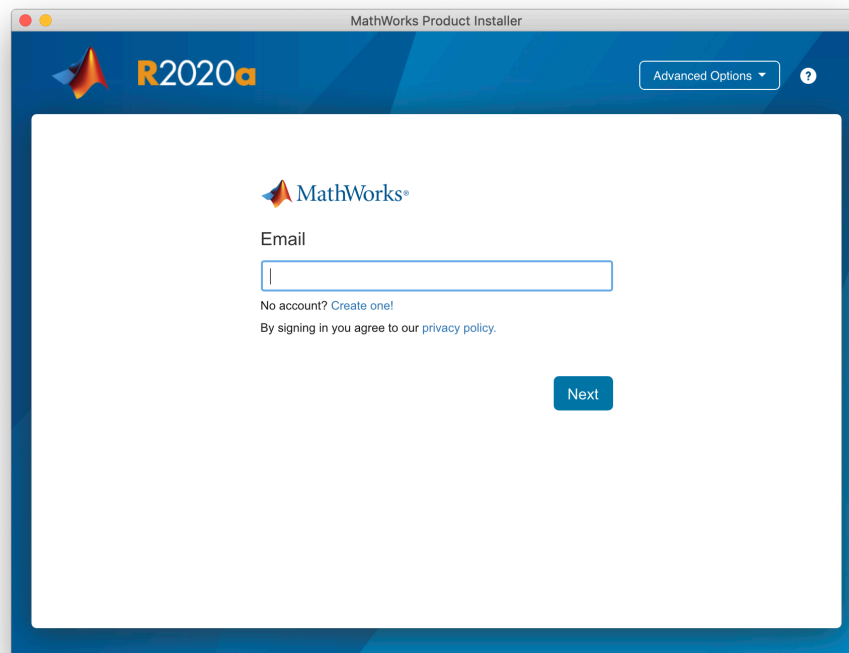 MathWorks Product Installer
R2020a
Advanced Options
?
MathWorks®
Email
No account? Create one!
By signing in you agree to our privacy policy.
Next